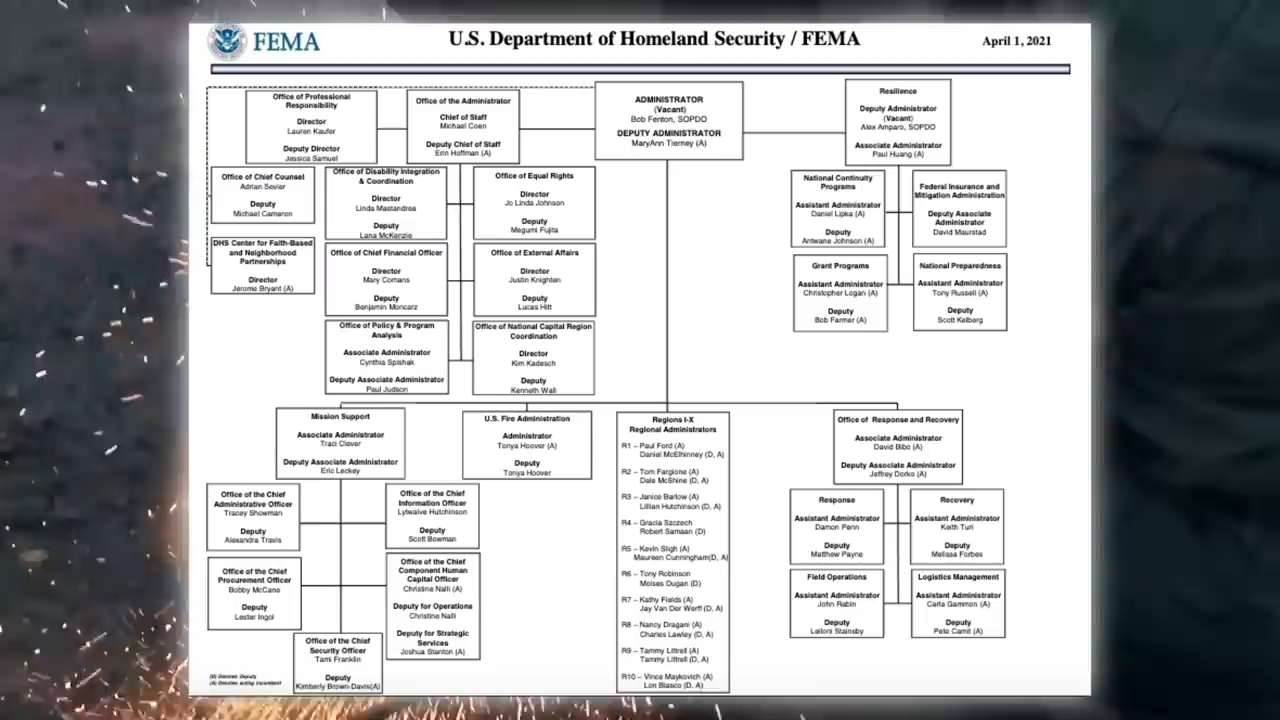 FEMA
U.S. Department of Homeland Security / FEMA
April 1, 2021
Office of Professional
Responsibility
Director
Lauren Kaufer
Deputy Director
Jessica Samuel
Office of the Administrator
Chief of Staff
Michael Coen
Deputy Chief of Staff
Erin Hoffman (A)
ADMINISTRATOR
(Vacant)
Bob Fenton, SOPDO
DEPUTY ADMINISTRATOR
MaryAnn Tierney (A)
Resilience
Deputy Administrator
(Vacant)
Alex Amparo, SOPDO
Associate Administrator
Paul Huang (A)
Office of Chief Counsel
Adrian Sevier
Deputy
Michael Cameron
Office of Disability Integration
& Coordination
Director
Linda Mastandrea
Deputy
Lana McKenzie
Office of Equal Rights
Director
Jo Linda Johnson
Deputy
Megumi Fujita
National Continuity
Programs
Assistant Administrator
Daniel Lipka (A)
Deputy
Antwane Johnson (A)
Federal Insurance and
Mitigation Administration
Deputy Associate
Administrator
David Maurstad
DHS Center for Faith-Based
and Neighborhood
Partnerships
Director
Jerome Bryant (A)
Office of Chief Financial Officer
Director
Mary Comans
Deputy
Benjamin Moncarz
Office of External Affairs
Director
Justin Knighten
Deputy
Lucas Hitt
Grant Programs
Assistant Administrator
Christopher Logan (A)
Deputy
Bob Farmer (A)
National Preparedness
Assistant Administrator
Tony Russell (A)
Deputy
Scott Kelberg
Office of Policy & Program
Analysis
Associate Administrator
Cynthia Spishak
Deputy Associate Administrator
Paul Judson
Office of National Capital Region
Coordination
Director
Kim Kadesch
Deputy
Kenneth Wall
Mission Support
Associate Administrator
Traci Clever
Deputy Associate Administrator
Eric Leckey
U.S. Fire Administration
Administrator
Tonya Hoover (A)
Deputy
Tonya Hoover
Regions I-X
Regional Administrators
R1 – Paul Ford (A)
Daniel McElhinney (D, A)
R2 – Tom Fargione (A)
Dale McShine (D, A)
R3 – Janice Barlow (A)
Lillian Hutchinson (D, A)
R4 – Gracia Szczech
Robert Samaan (D)
R5 – Kevin Sligh (A)
Maureen Cunningham(D, A)
R6 – Tony Robinson
Moises Dugan (D)
R7 – Kathy Fields (A)
Jay Van Der Werff (D, A)
R8 – Nancy Dragani (A)
Charles Lawley (D, A)
R9 – Tammy Littrell (A)
Tammy Littrell (D, A)
R10 – Vince Maykovich (A)
Lon Biasco (D, A)
Office of Response and Recovery
Associate Administrator
David Bibo (A)
Deputy Associate Administrator
Jeffrey Dorko (A)
Office of the Chief
Administrative Officer
Tracey Showman
Deputy
Alexandra Travis
Office of the Chief
Information Officer
Lytwaive Hutchinson
Deputy
Scott Bowman
Response
Assistant Administrator
Damon Penn
Deputy
Matthew Payne
Recovery
Assistant Administrator
Keith Turi
Deputy
Melissa Forbes
Office of the Chief
Procurement Officer
Bobby McCane
Deputy
Lester Ingol
Office of the Chief
Component Human
Capital Officer
Christine Nalli (A)
Deputy for Operations
Christine Nalli
Deputy for Strategic
Services
Joshua Stanton (A)
Field Operations
Assistant Administrator
John Rabin
Deputy
Leiloni Stainsby
Logistics Management
Assistant Administrator
Carla Gammon (A)
Deputy
Pete Camit (A)
Office of the Chief
Security Officer
Tami Franklin
Deputy
Kimberly Brown-Davis(A)
(D) Denotes Deputy
(A) Denotes acting incumbent